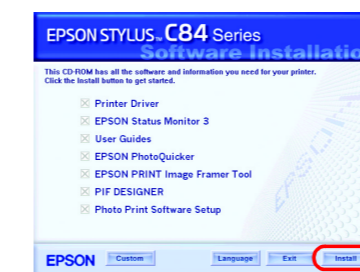 EPSON STYLUS C84 Series
Software Installatio
This CD-ROM has all the software and information you need for your printer.
Click the Install button to get started.
Printer Driver
EPSON Status Monitor 3
User Guides
EPSON PhotoQuicker
EPSON PRINT Image Framer Tool
PIF DESIGNER
Photo Print Software Setup
EPSON Custom Language Exit Install